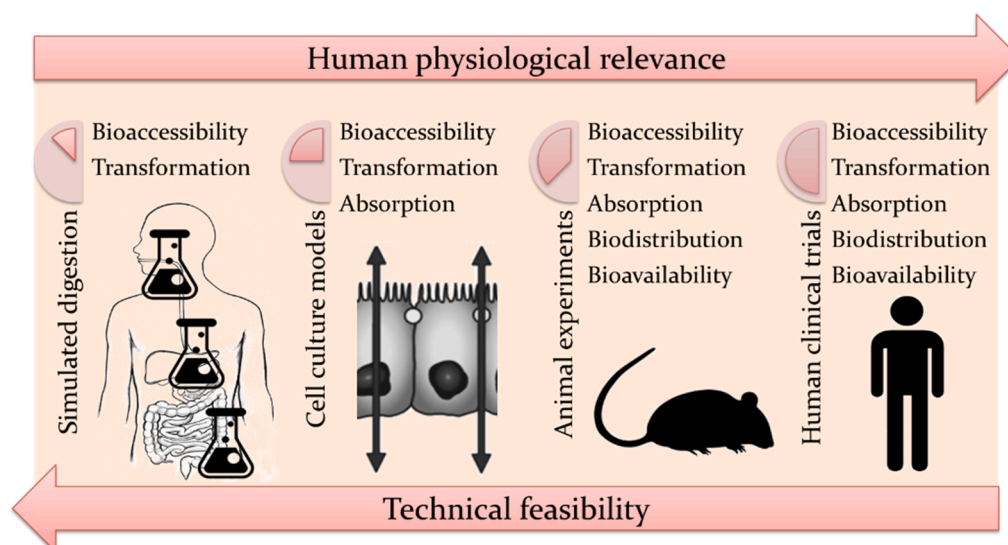 Human physiological relevance
Bioaccessibility
Transformation
Simulated digestion
Bioaccessibility
Transformation
Absorption
Cell culture models
Bioaccessibility
Transformation
Absorption
Biodistribution
Bioavailability
Animal experiments
Bioaccessibility
Transformation
Absorption
Biodistribution
Bioavailability
Human clinical trials
Technical feasibility